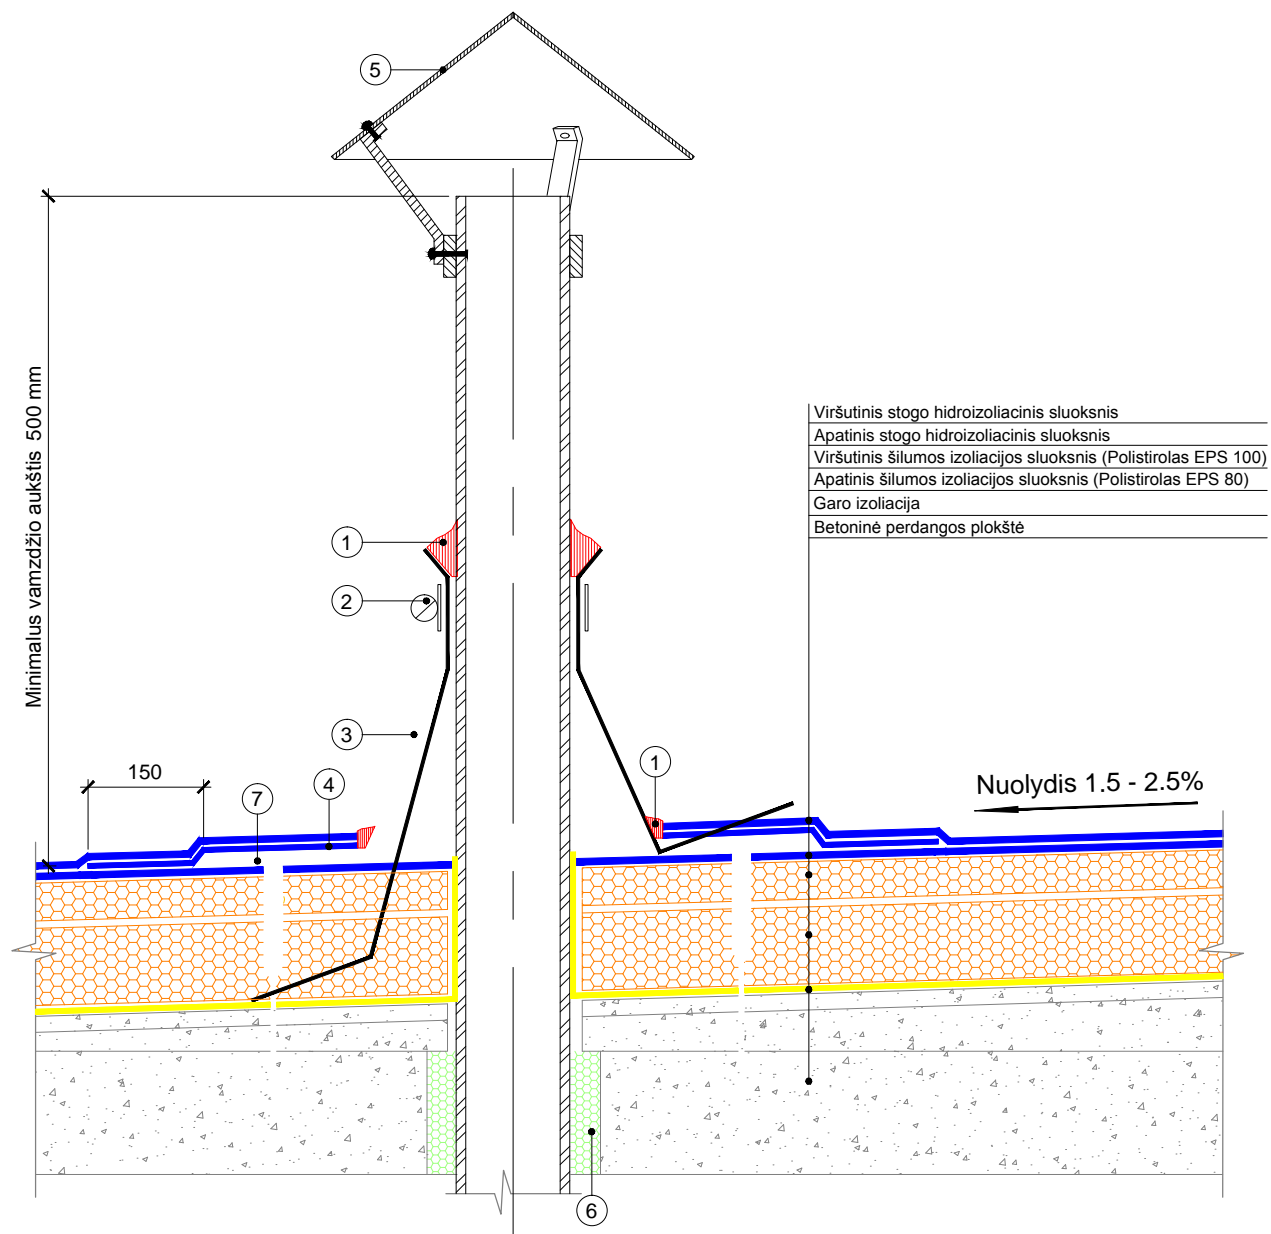 5
Minimalus vamzdžio aukštis 500 mm
Viršutinis stogo hidroizoliacinis sluoksnis
Apatinis stogo hidroizoliacinis sluoksnis
Viršutinis šilumos izoliacijos sluoksnis (Polistirolas EPS 100)
Apatinis šilumos izoliacijos sluoksnis (Polistirolas EPS 80)
Garo izoliacija
Betoninė perdangos plokštė
1
2
3
150
7
4
1
Nuolydis 1.5 - 2.5%
6